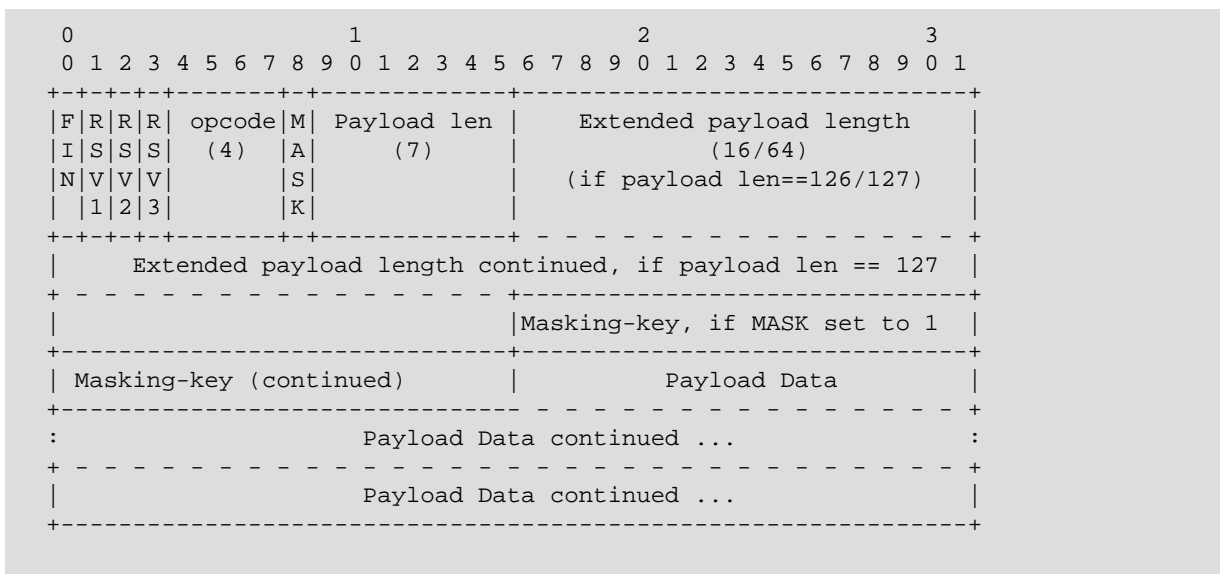 0                   1                   2                   3
 0 1 2 3 4 5 6 7 8 9 0 1 2 3 4 5 6 7 8 9 0 1 2 3 4 5 6 7 8 9 0 1
+-+-+-+-+-------+-+-------------+-------------------------------+
|F|R|R|R| opcode|M| Payload len |    Extended payload length    |
|I|S|S|S|  (4)  |A|     (7)     |             (16/64)           |
|N|V|V|V|       |S|             |   (if payload len==126/127)   |
| |1|2|3|       |K|             |                               |
+-+-+-+-+-------+-+-------------+ - - - - - - - - - - - - - - - +
|     Extended payload length continued, if payload len == 127  |
+ - - - - - - - - - - - - - - - +-------------------------------+
|                               |Masking-key, if MASK set to 1  |
+-------------------------------+-------------------------------+
| Masking-key (continued)       |          Payload Data         |
+-------------------------------- - - - - - - - - - - - - - - - +
:                     Payload Data continued ...                :
+ - - - - - - - - - - - - - - - - - - - - - - - - - - - - - - - +
|                     Payload Data continued ...                |
+---------------------------------------------------------------+